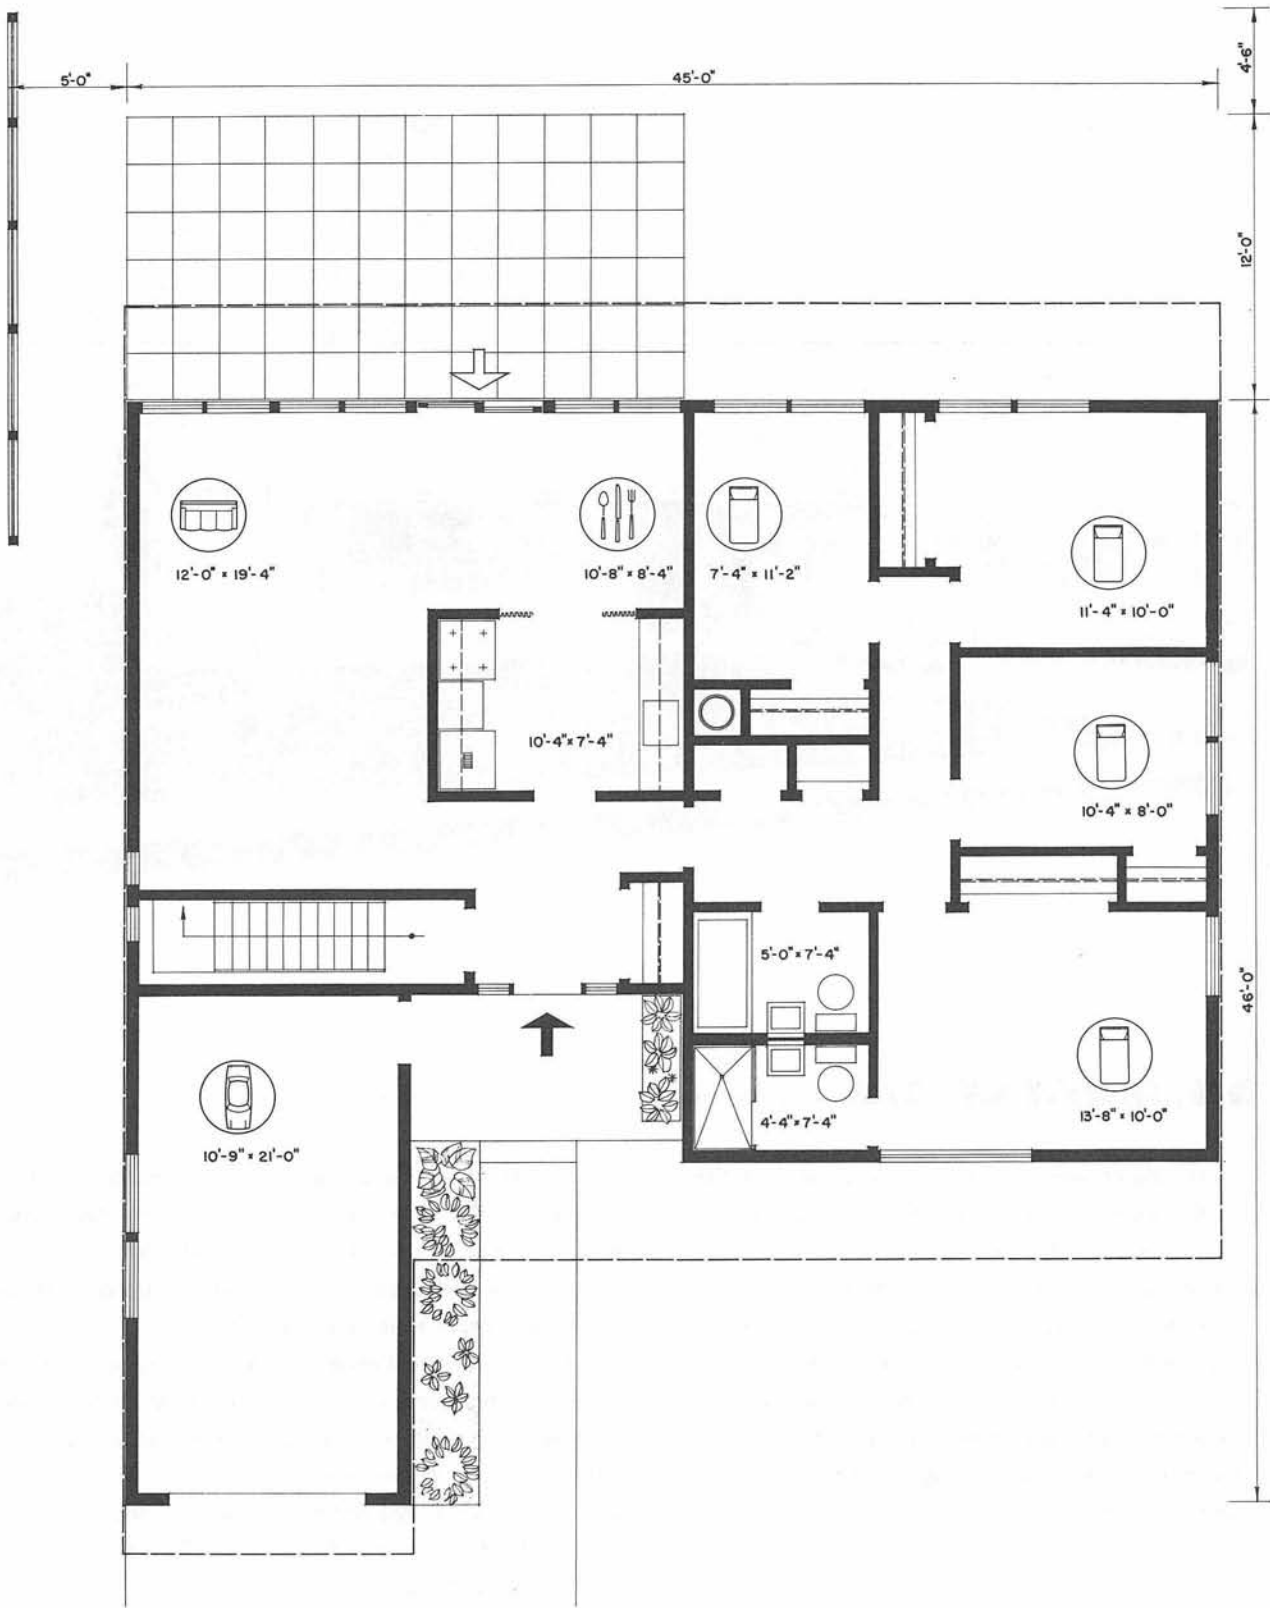 4'-6"
5'-0"
45'-0"
12'-0"
12'-0" × 19'-4"
10'-8" × 8'-4"
7'-4" × 11'-2"
11'-4" × 10'-0"
10'-4" × 7'-4"
10'-4" × 8'-0"
5'-0" × 7'-4"
46'-0"
4'-4" × 7'-4"
13'-8" × 10'-0"
10'-9" × 21'-0"